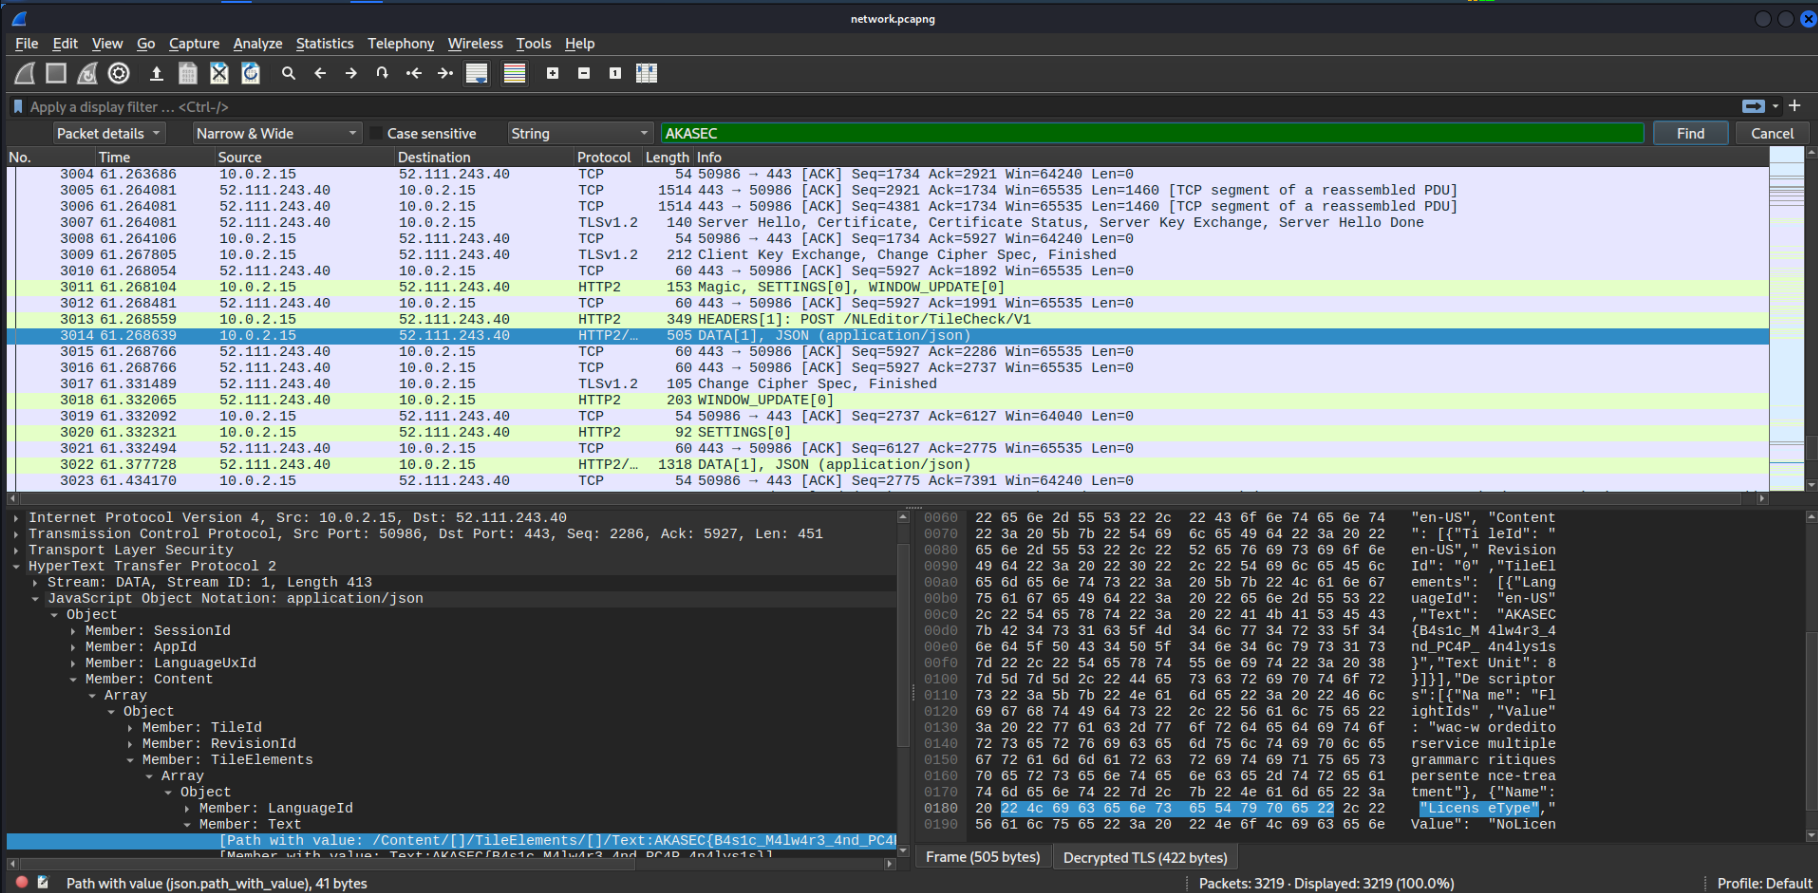 network.pcapng
File Edit View Go Capture Analyze Statistics Telephony Wireless Tools Help
Apply a display filter … <Ctrl-/>
Packet details Narrow & Wide Case sensitive String AKASEC Find Cancel
No. Time Source Destination Protocol Length Info
3004 61.263686 10.0.2.15 52.111.243.40 TCP 54 50986 → 443 [ACK] Seq=1734 Ack=2921 Win=64240 Len=0
3005 61.264081 52.111.243.40 10.0.2.15 TCP 1514 443 → 50986 [ACK] Seq=2921 Ack=1734 Win=65535 Len=1460 [TCP segment of a reassembled PDU]
3006 61.264081 52.111.243.40 10.0.2.15 TCP 1514 443 → 50986 [ACK] Seq=4381 Ack=1734 Win=65535 Len=1460 [TCP segment of a reassembled PDU]
3007 61.264081 52.111.243.40 10.0.2.15 TLSv1.2 140 Server Hello, Certificate, Certificate Status, Server Key Exchange, Server Hello Done
3008 61.264106 10.0.2.15 52.111.243.40 TCP 54 50986 → 443 [ACK] Seq=1734 Ack=5927 Win=64240 Len=0
3009 61.267805 10.0.2.15 52.111.243.40 TLSv1.2 212 Client Key Exchange, Change Cipher Spec, Finished
3010 61.268054 52.111.243.40 10.0.2.15 TCP 60 443 → 50986 [ACK] Seq=5927 Ack=1892 Win=65535 Len=0
3011 61.268104 10.0.2.15 52.111.243.40 HTTP2 153 Magic, SETTINGS[0], WINDOW_UPDATE[0]
3012 61.268481 52.111.243.40 10.0.2.15 TCP 60 443 → 50986 [ACK] Seq=5927 Ack=1991 Win=65535 Len=0
3013 61.268559 10.0.2.15 52.111.243.40 HTTP2 349 HEADERS[1]: POST /NLEditor/TileCheck/V1
3014 61.268639 10.0.2.15 52.111.243.40 HTTP2/… 505 DATA[1], JSON (application/json)
3015 61.268766 52.111.243.40 10.0.2.15 TCP 60 443 → 50986 [ACK] Seq=5927 Ack=2286 Win=65535 Len=0
3016 61.268766 52.111.243.40 10.0.2.15 TCP 60 443 → 50986 [ACK] Seq=5927 Ack=2737 Win=65535 Len=0
3017 61.331489 52.111.243.40 10.0.2.15 TLSv1.2 105 Change Cipher Spec, Finished
3018 61.332065 52.111.243.40 10.0.2.15 HTTP2 203 WINDOW_UPDATE[0]
3019 61.332092 10.0.2.15 52.111.243.40 TCP 54 50986 → 443 [ACK] Seq=2737 Ack=6127 Win=64040 Len=0
3020 61.332321 10.0.2.15 52.111.243.40 HTTP2 92 SETTINGS[0]
3021 61.332494 52.111.243.40 10.0.2.15 TCP 60 443 → 50986 [ACK] Seq=6127 Ack=2775 Win=65535 Len=0
3022 61.377728 52.111.243.40 10.0.2.15 HTTP2/… 1318 DATA[1], JSON (application/json)
3023 61.434170 10.0.2.15 52.111.243.40 TCP 54 50986 → 443 [ACK] Seq=2775 Ack=7391 Win=64240 Len=0
Internet Protocol Version 4, Src: 10.0.2.15, Dst: 52.111.243.40
Transmission Control Protocol, Src Port: 50986, Dst Port: 443, Seq: 2286, Ack: 5927, Len: 451
Transport Layer Security
HyperText Transfer Protocol 2
Stream: DATA, Stream ID: 1, Length 413
JavaScript Object Notation: application/json
Object
Member: SessionId
Member: AppId
Member: LanguageUxId
Member: Content
Array
Object
Member: TileId
Member: RevisionId
Member: TileElements
Array
Object
Member: LanguageId
Member: Text
[Path with value: /Content/[]/TileElements/[]/Text:AKASEC{B4s1c_M4lw4r3_4nd_PC4
[Member with value: Text:AKASEC{B4s1c_M4lw4r3_4nd_PC4P_4n4lys1s}]
0060 22 65 6e 2d 55 53 22 2c 22 43 6f 6e 74 65 6e 74 "en-US", "Content
0070 22 3a 20 5b 7b 22 54 69 6c 65 49 64 22 3a 20 22 ": [{"Ti leId": "
0080 65 6e 2d 55 53 22 2c 22 52 65 76 69 73 69 6f 6e en-US"," Revision
0090 49 64 22 3a 20 22 30 22 2c 22 54 69 6c 65 45 6c Id": "0" ,"TileEl
00a0 65 6d 65 6e 74 73 22 3a 20 5b 7b 22 4c 61 6e 67 ements": [{"Lang
00b0 75 61 67 65 49 64 22 3a 20 22 65 6e 2d 55 53 22 uageId": "en-US"
00c0 2c 22 54 65 78 74 22 3a 20 22 41 4b 41 53 45 43 ,"Text": "AKASEC
00d0 7b 42 34 73 31 63 5f 4d 34 6c 77 34 72 33 5f 34 {B4s1c_M 4lw4r3_4
00e0 6e 64 5f 50 43 34 50 5f 34 6e 34 6c 79 73 31 73 nd_PC4P_ 4n4lys1s
00f0 7d 22 2c 22 54 65 78 74 55 6e 69 74 22 3a 20 38 }","Text Unit": 8
0100 7d 5d 7d 5d 2c 22 44 65 73 63 72 69 70 74 6f 72 }]}],"De scriptor
0110 73 22 3a 5b 7b 22 4e 61 6d 65 22 3a 20 22 46 6c s":[{"Na me": "Fl
0120 69 67 68 74 49 64 73 22 2c 22 56 61 6c 75 65 22 ightIds" ,"Value"
0130 3a 20 22 77 61 63 2d 77 6f 72 64 65 64 69 74 6f : "wac-w ordedito
0140 72 73 65 72 76 69 63 65 6d 75 6c 74 69 70 6c 65 rservice multiple
0150 67 72 61 6d 6d 61 72 63 72 69 74 69 71 75 65 73 grammarc ritiques
0160 70 65 72 73 65 6e 74 65 6e 63 65 2d 74 72 65 61 persente nce-trea
0170 74 6d 65 6e 74 22 7d 2c 7b 22 4e 61 6d 65 22 3a tment"}, {"Name":
0180 20 22 4c 69 63 65 6e 73 65 54 79 70 65 22 2c 22 "Licens eType","
0190 56 61 6c 75 65 22 3a 20 22 4e 6f 4c 69 63 65 6e Value": "NoLicen
Frame (505 bytes) Decrypted TLS (422 bytes)
Path with value (json.path_with_value), 41 bytes Packets: 3219 · Displayed: 3219 (100.0%) Profile: Default